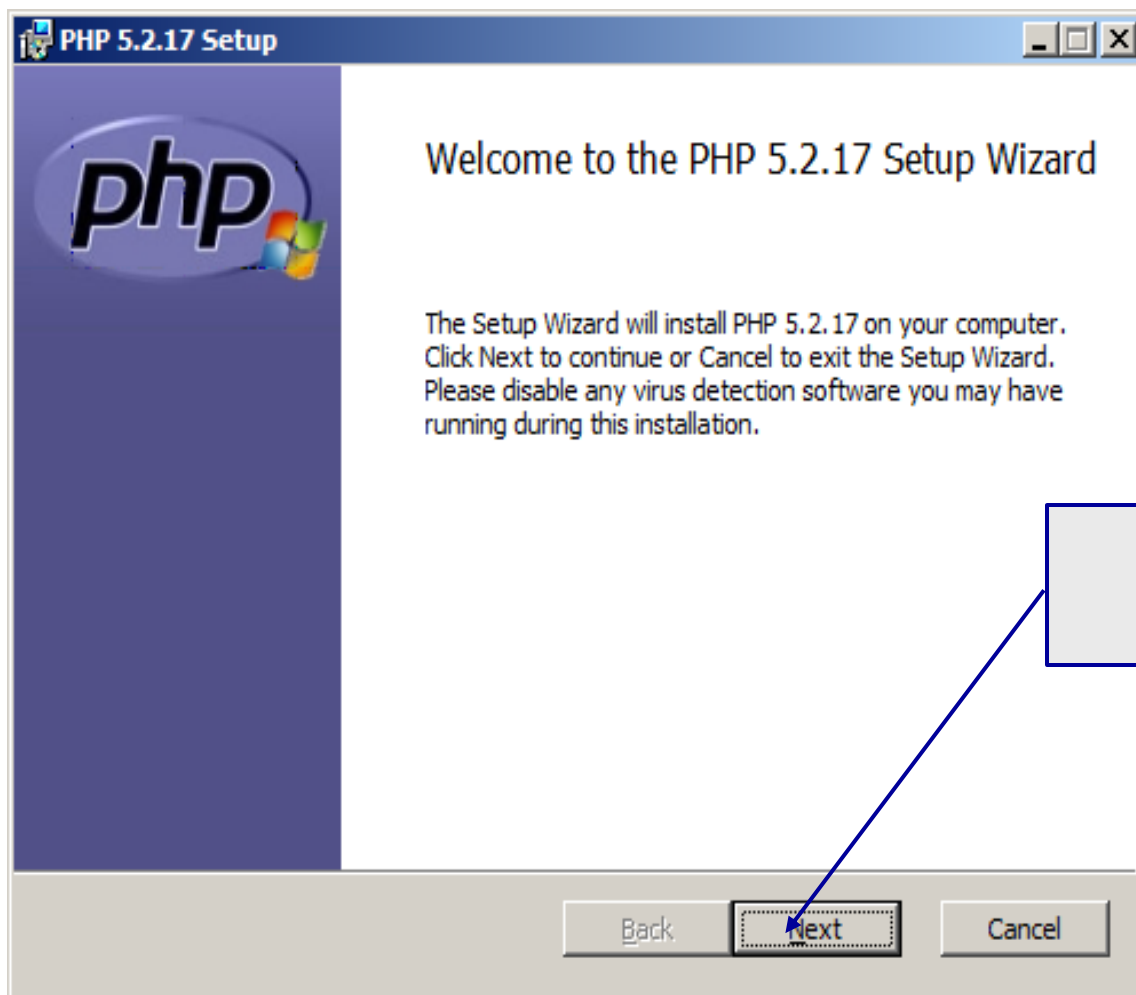 PHP 5.2.17 Setup
php
Welcome to the PHP 5.2.17 Setup Wizard
The Setup Wizard will install PHP 5.2.17 on your computer.
Click Next to continue or Cancel to exit the Setup Wizard.
Please disable any virus detection software you may have
running during this installation.
Back
Next
Cancel